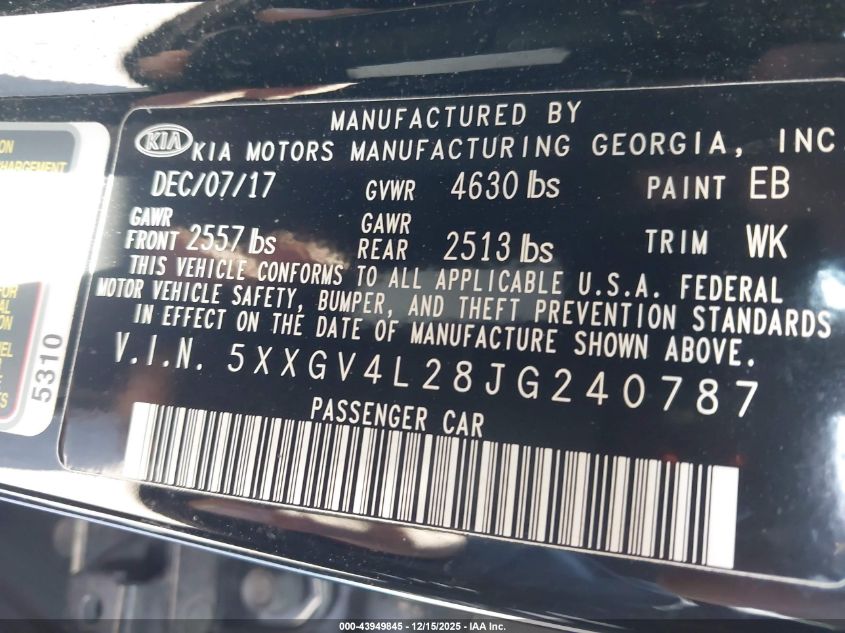 MANUFACTURED BY
KIA KIA MOTORS MANUFACTURING GEORGIA, INC
DEC/07/17 GVWR 4630 lbs PAINT EB
GAWR FRONT 2557 lbs GAWR REAR 2513 lbs TRIM WK
THIS VEHICLE CONFORMS TO ALL APPLICABLE U.S.A. FEDERAL
MOTOR VEHICLE SAFETY, BUMPER, AND THEFT PREVENTION STANDARDS
IN EFFECT ON THE DATE OF MANUFACTURE SHOWN ABOVE.
V.I.N. 5XXGV4L28JG240787
PASSENGER CAR
5310
000-43949845 - 12/15/2025 - IAA, Inc.